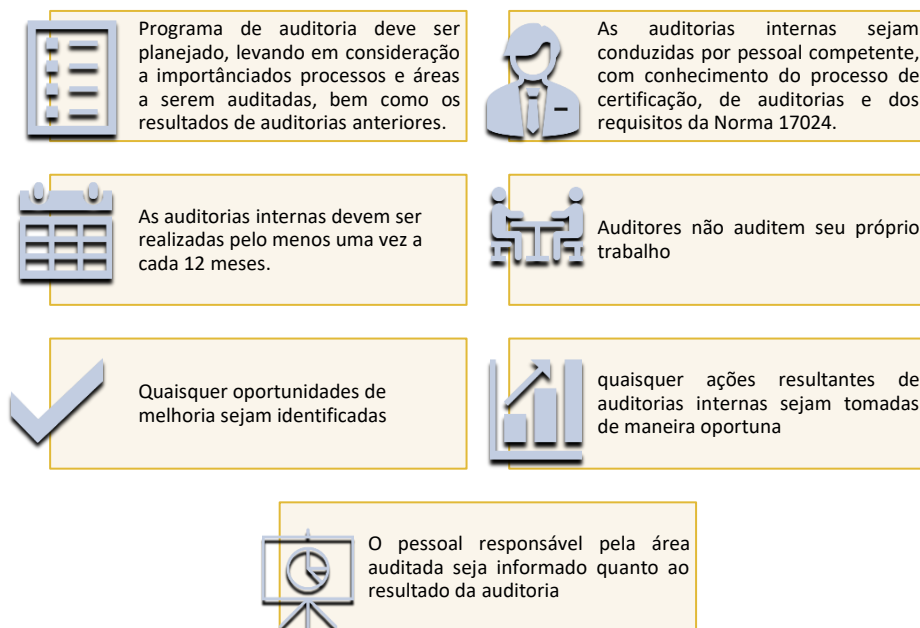 Programa de auditoria deve ser
planejado, levando em consideração
a importânciados processos e áreas
a serem auditadas, bem como os
resultados de auditorias anteriores.
As auditorias internas sejam
conduzidas por pessoal competente,
com conhecimento do processo de
certificação, de auditorias e dos
requisitos da Norma 17024.
As auditorias internas devem ser
realizadas pelo menos uma vez a
cada 12 meses.
Auditores não auditem seu próprio
trabalho
Quaisquer oportunidades de
melhoria sejam identificadas
quaisquer ações resultantes de
auditorias internas sejam tomadas
de maneira oportuna
O pessoal responsável pela área
auditada seja informado quanto ao
resultado da auditoria